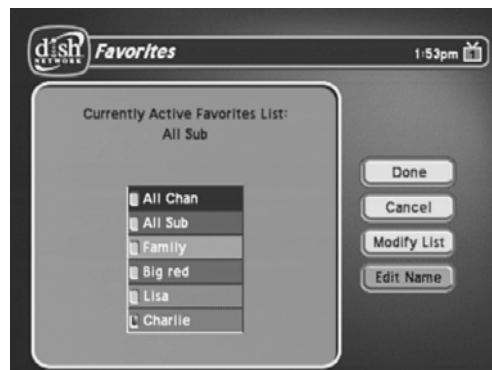 dish
NETWORK
Favorites
1:53pm
1
Currently Active Favorites List:
All Sub
All Chan
All Sub
Family
Big red
Lisa
Charlie
Done
Cancel
Modify List
Edit Name